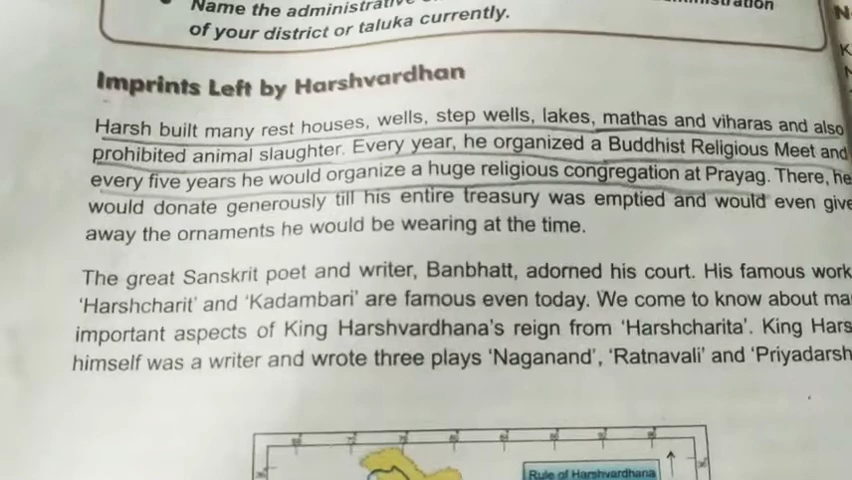 Name the administrative
of your district or taluka currently.
Imprints Left by Harshvardhan
Harsh built many rest houses, wells, step wells, lakes, mathas and viharas and also
prohibited animal slaughter. Every year, he organized a Buddhist Religious Meet and
every five years he would organize a huge religious congregation at Prayag. There, he
would donate generously till his entire treasury was emptied and would even give
away the ornaments he would be wearing at the time.
The great Sanskrit poet and writer, Banbhatt, adorned his court. His famous work
‘Harshcharit’ and ‘Kadambari’ are famous even today. We come to know about
important aspects of King Harshvardhana’s reign from ‘Harshcharita’. King Hars
himself was a writer and wrote three plays ‘Naganand’, ‘Ratnavali’ and ‘Priyadarsh
Rule of Harshvardhana